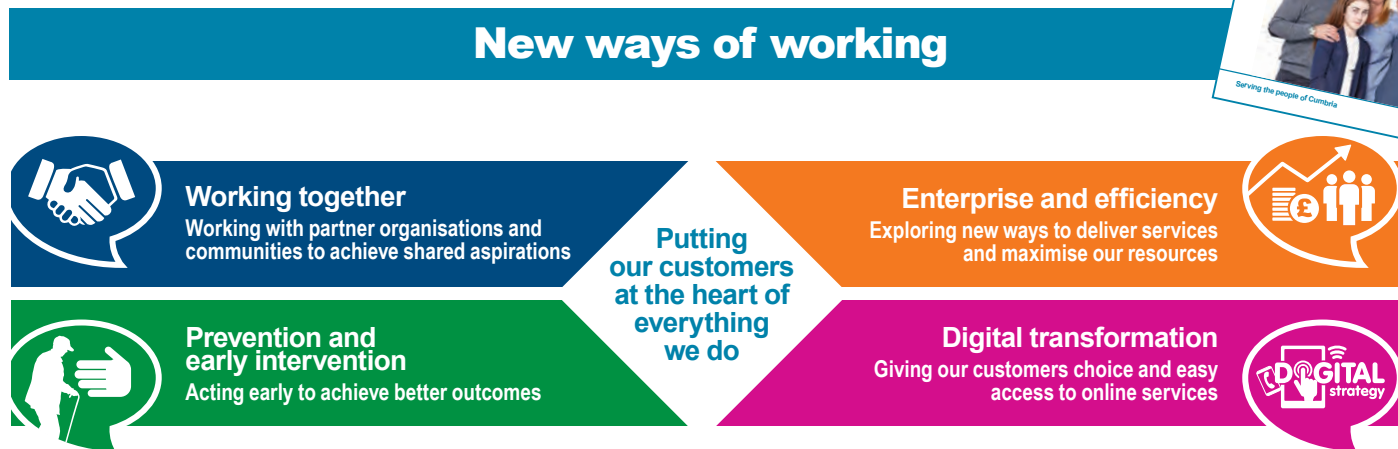 New ways of working
Serving the people of Cumbria
Working together
Working with partner organisations and
communities to achieve shared aspirations
Prevention and
early intervention
Acting early to achieve better outcomes
Putting
our customers
at the heart of
everything
we do
Enterprise and efficiency
Exploring new ways to deliver services
and maximise our resources
£
Digital transformation
Giving our customers choice and easy
access to online services
DIGITAL
strategy